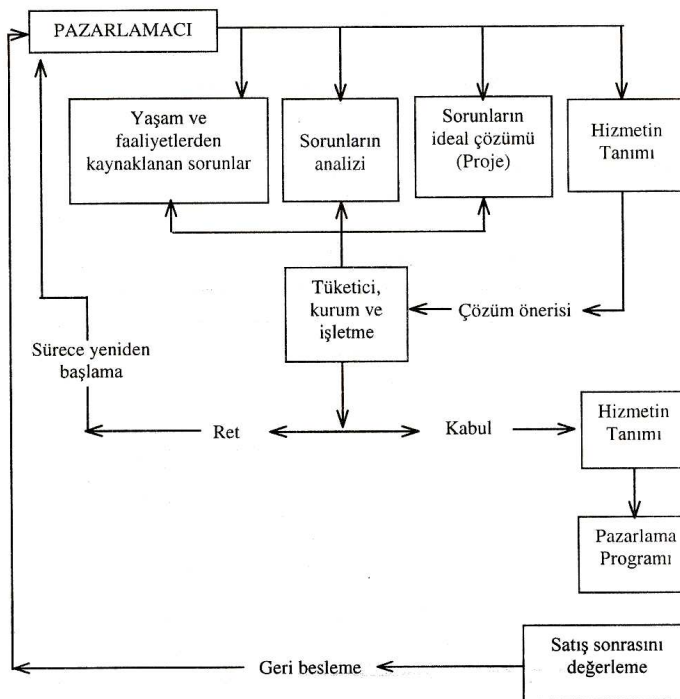 PAZARLAMACI
Yaşam ve
faaliyetlerden
kaynaklanan sorunlar
Sorunların
analizi
Sorunların
ideal çözümü
(Proje)
Hizmetin
Tanımı
Tüketici,
kurum ve
işletme
Çözüm önerisi
Sürece yeniden
başlama
Ret
Kabul
Hizmetin
Tanımı
Pazarlama
Programı
Satış sonrasını
değerleme
Geri besleme